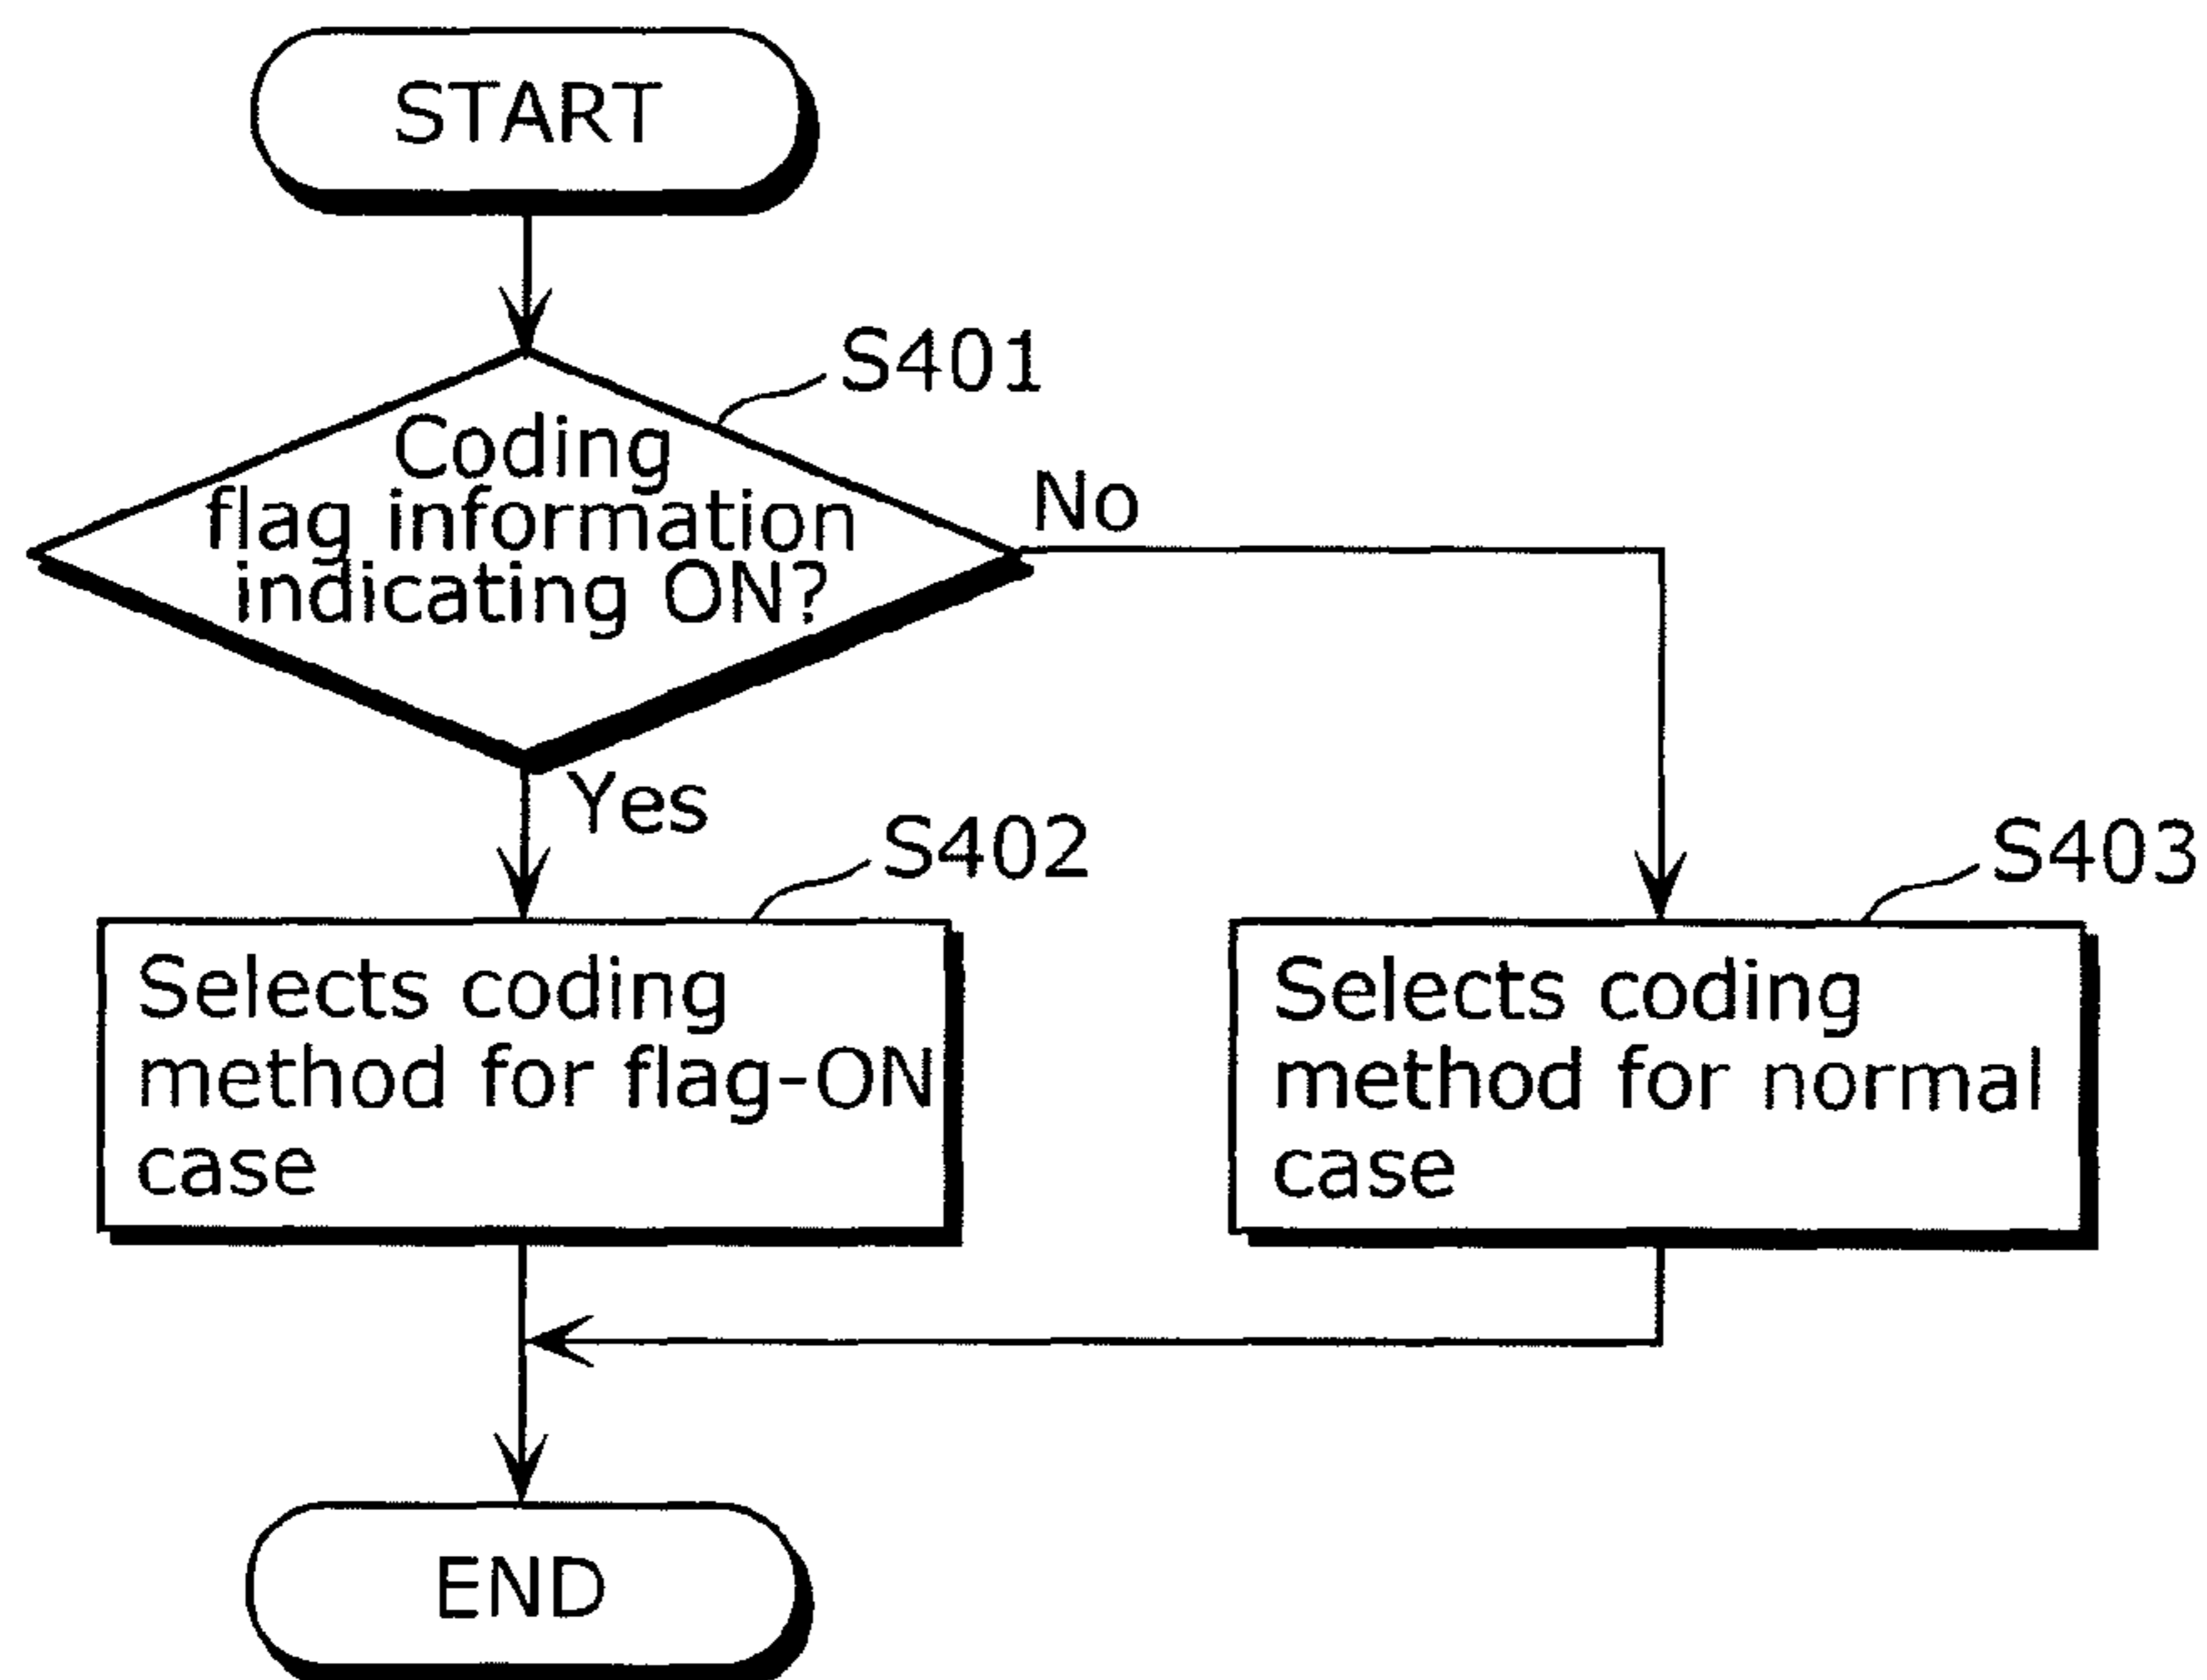 START
S401
Coding
flag information
indicating ON?
No
Yes
S402
Selects coding
method for flag-ON
case
S403
Selects coding
method for normal
case
END